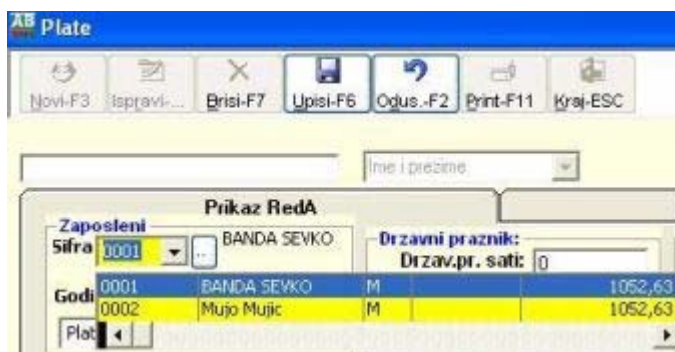 AB Plate
Novi-F3 Ispravi-... Brisi-F7 Upisi-F6 Odus.-F2 Print-F11 Kraj-ESC
Ime i prezime
Prikaz RedA
Zaposleni
Sifra 0001 .. BANDA SEVKO Drzavni praznik:
Drzav.pr. sati: 0
Godi 0001 BANDA SEVKO M 1052,63
0002 Mujo Mujic M 1052,63
Plat